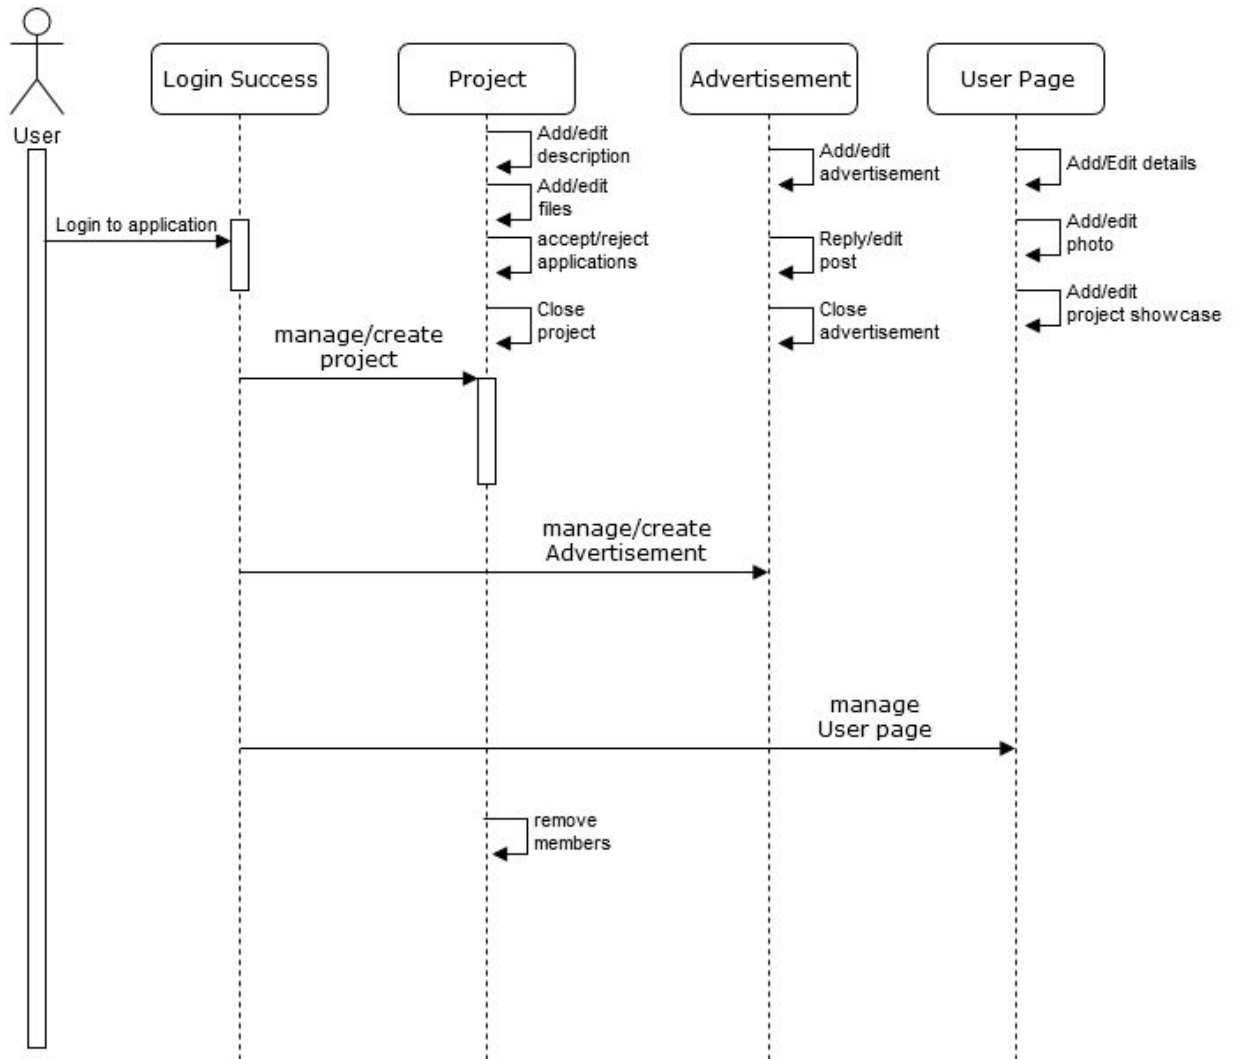 User
Login Success
Project
Advertisement
User Page
Add/edit
description
Add/edit
files
accept/reject
applications
Close
project
Add/edit
advertisement
Reply/edit
post
Close
advertisement
Add/Edit details
Add/edit
photo
Add/edit
project showcase
Login to application
manage/create
project
manage/create
Advertisement
manage
User page
remove
members